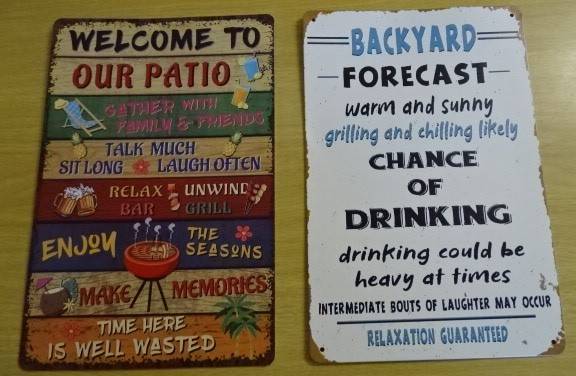 WELCOME TO
OUR PATIO
GATHER WITH
FAMILY & FRIENDS
TALK MUCH
SIT LONG LAUGH OFTEN
RELAX UNWIND
BAR GRILL
ENJOY THE
SEASONS
MAKE MEMORIES
TIME HERE
IS WELL WASTED
BACKYARD
FORECAST
warm and sunny
grilling and chilling likely
CHANCE
OF
DRINKING
drinking could be
heavy at times
INTERMEDIATE BOUTS OF LAUGHTER MAY OCCUR
RELAXATION GUARANTEED